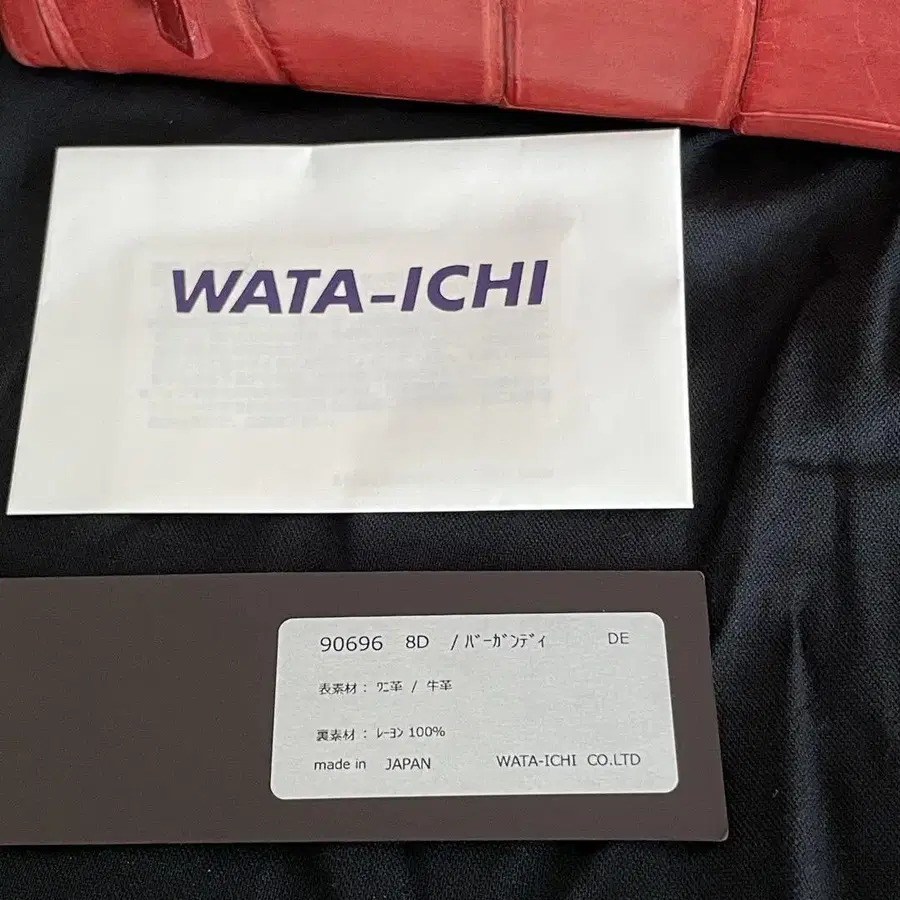 WATA-ICHI
90696 8D /ﾊﾞｰｶﾞﾝﾃﾞｨ DE
表素材： ﾜﾆ革 / 牛革
裏素材： ﾚｰﾖﾝ 100%
made in JAPAN WATA-ICHI CO.LTD